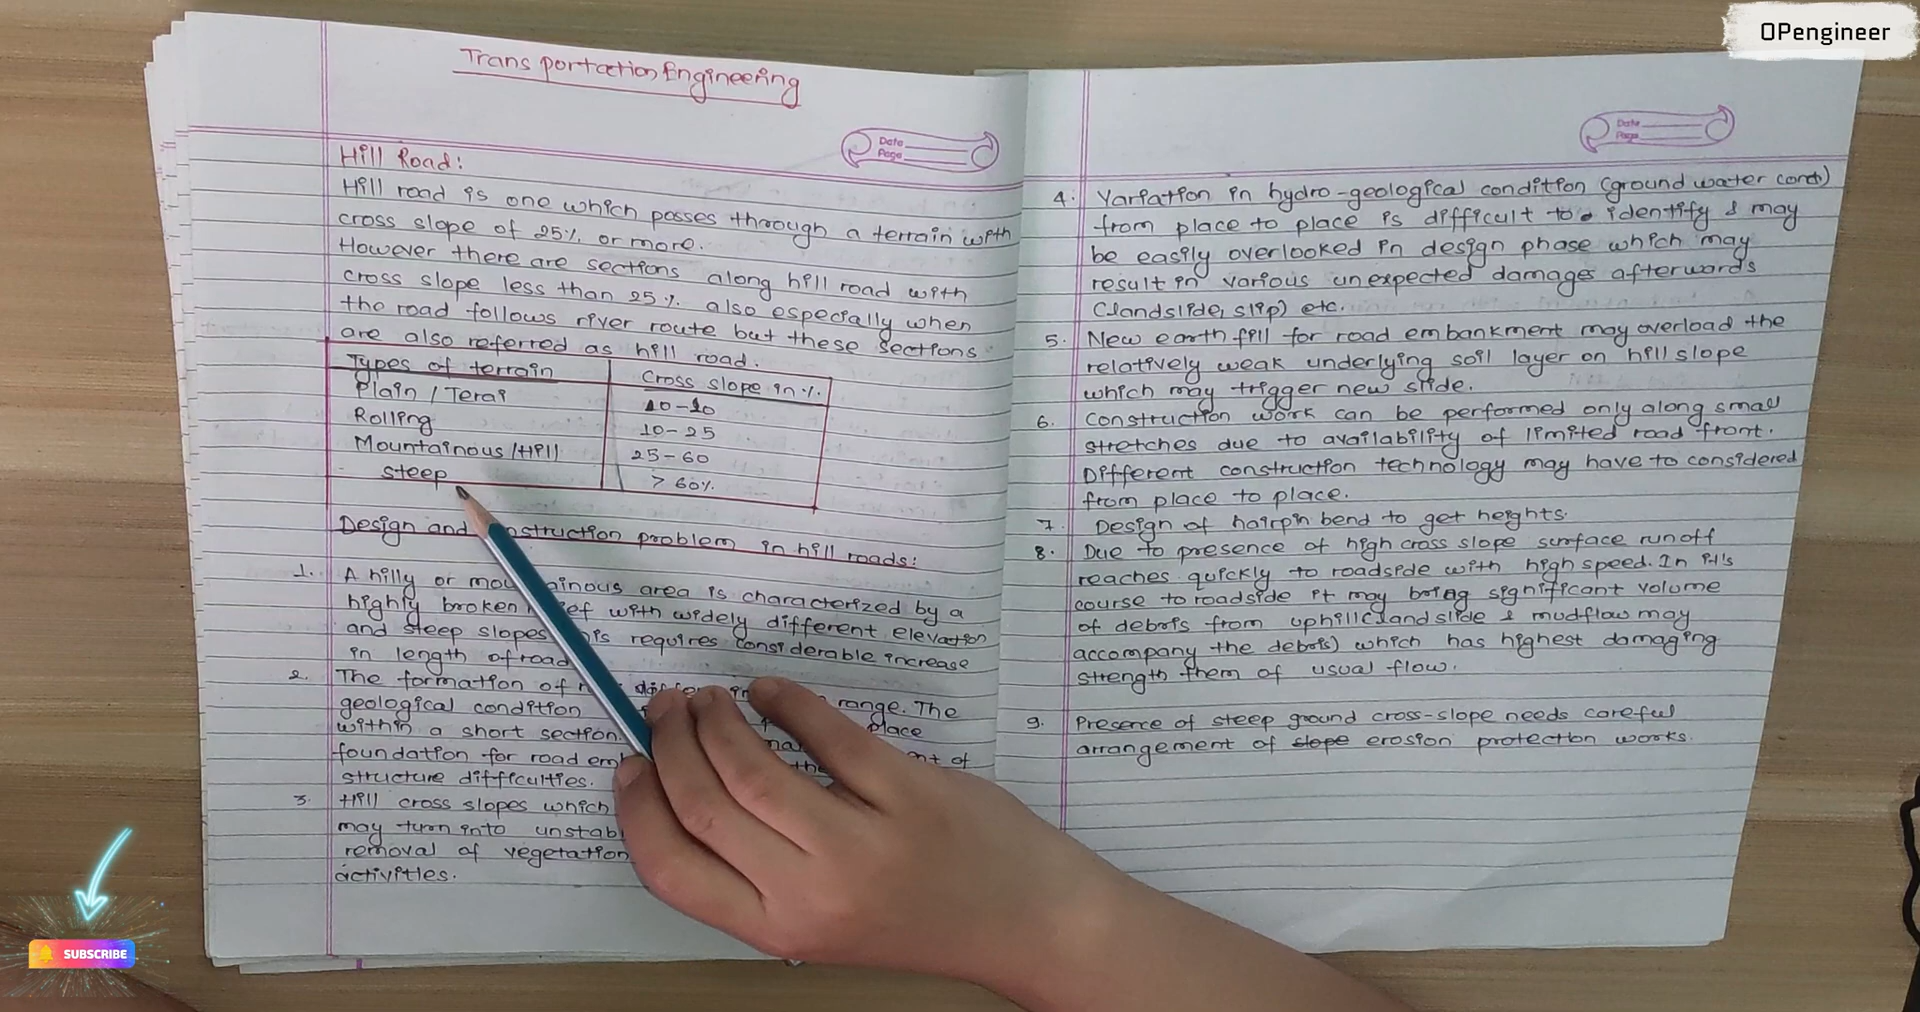 OPengineer
Transportation Engineering
Date
Page
Hill Road:
Hill road is one which passes through a terrain with
cross slope of 25% or more.
However there are sections along hill road with
cross slope less than 25% also especially when
the road follows river route but these sections
are also referred as hill road.
Types of terrain Cross slope in %.
Plain / Terai 10-10
Rolling 10-25
Mountainous /Hill 25-60
steep > 60%.
Design and nstruction problem in hill roads:
1. A hilly or mou ainous area is characterized by a
highly broken ief with widely different elevation
and steep slopes his requires considerable increase
in length of road
2. The formation of range. The
geological condition place
within a short section.
foundation for road em nt of
structure difficulties.
3. Hill cross slopes which
may turn into unstabl
removal of vegetation
activities.
Date
Page
4. Variation in hydro-geological condition (ground water cond)
from place to place is difficult to identify & may
be easily overlooked in design phase which may
result in various unexpected damages afterwards
(landslide, slip) etc.
5. New earth fill for road embankment may overload the
relatively weak underlying soil layer on hill slope
which may trigger new slide.
6. Construction work can be performed only along small
stretches due to availability of limited road front.
Different construction technology may have to considered
from place to place.
7. Design of hairpin bend to get heights.
8. Due to presence of high cross slope surface runoff
reaches quickly to roadside with high speed. In it's
course to roadside it may bring significant volume
of debris from uphill (landslide & mudflow may
accompany the debris) which has highest damaging
strength them of usual flow.
9. Presence of steep ground cross-slope needs careful
arrangement of slope erosion protection works.
SUBSCRIBE